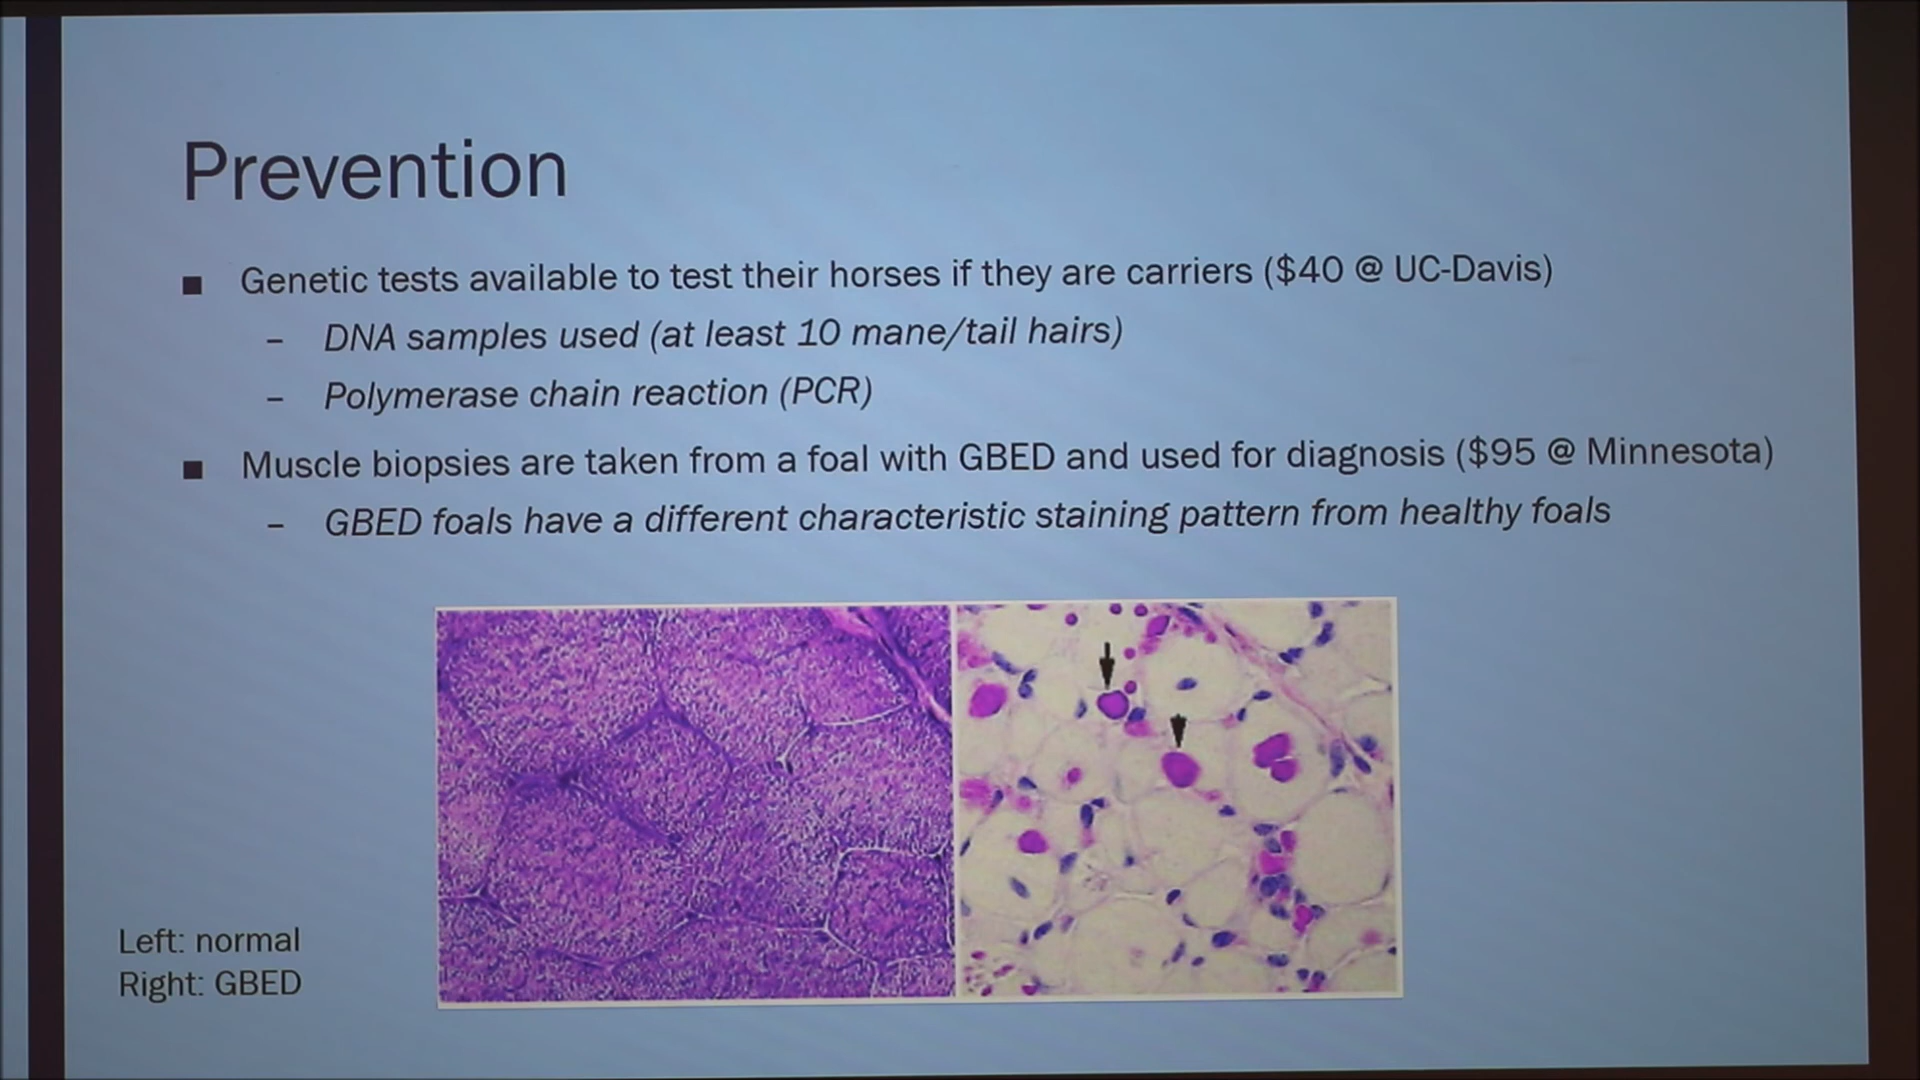 Prevention
■ Genetic tests available to test their horses if they are carriers ($40 @ UC-Davis)
– DNA samples used (at least 10 mane/tail hairs)
– Polymerase chain reaction (PCR)
■ Muscle biopsies are taken from a foal with GBED and used for diagnosis ($95 @ Minnesota)
– GBED foals have a different characteristic staining pattern from healthy foals
Left: normal
Right: GBED